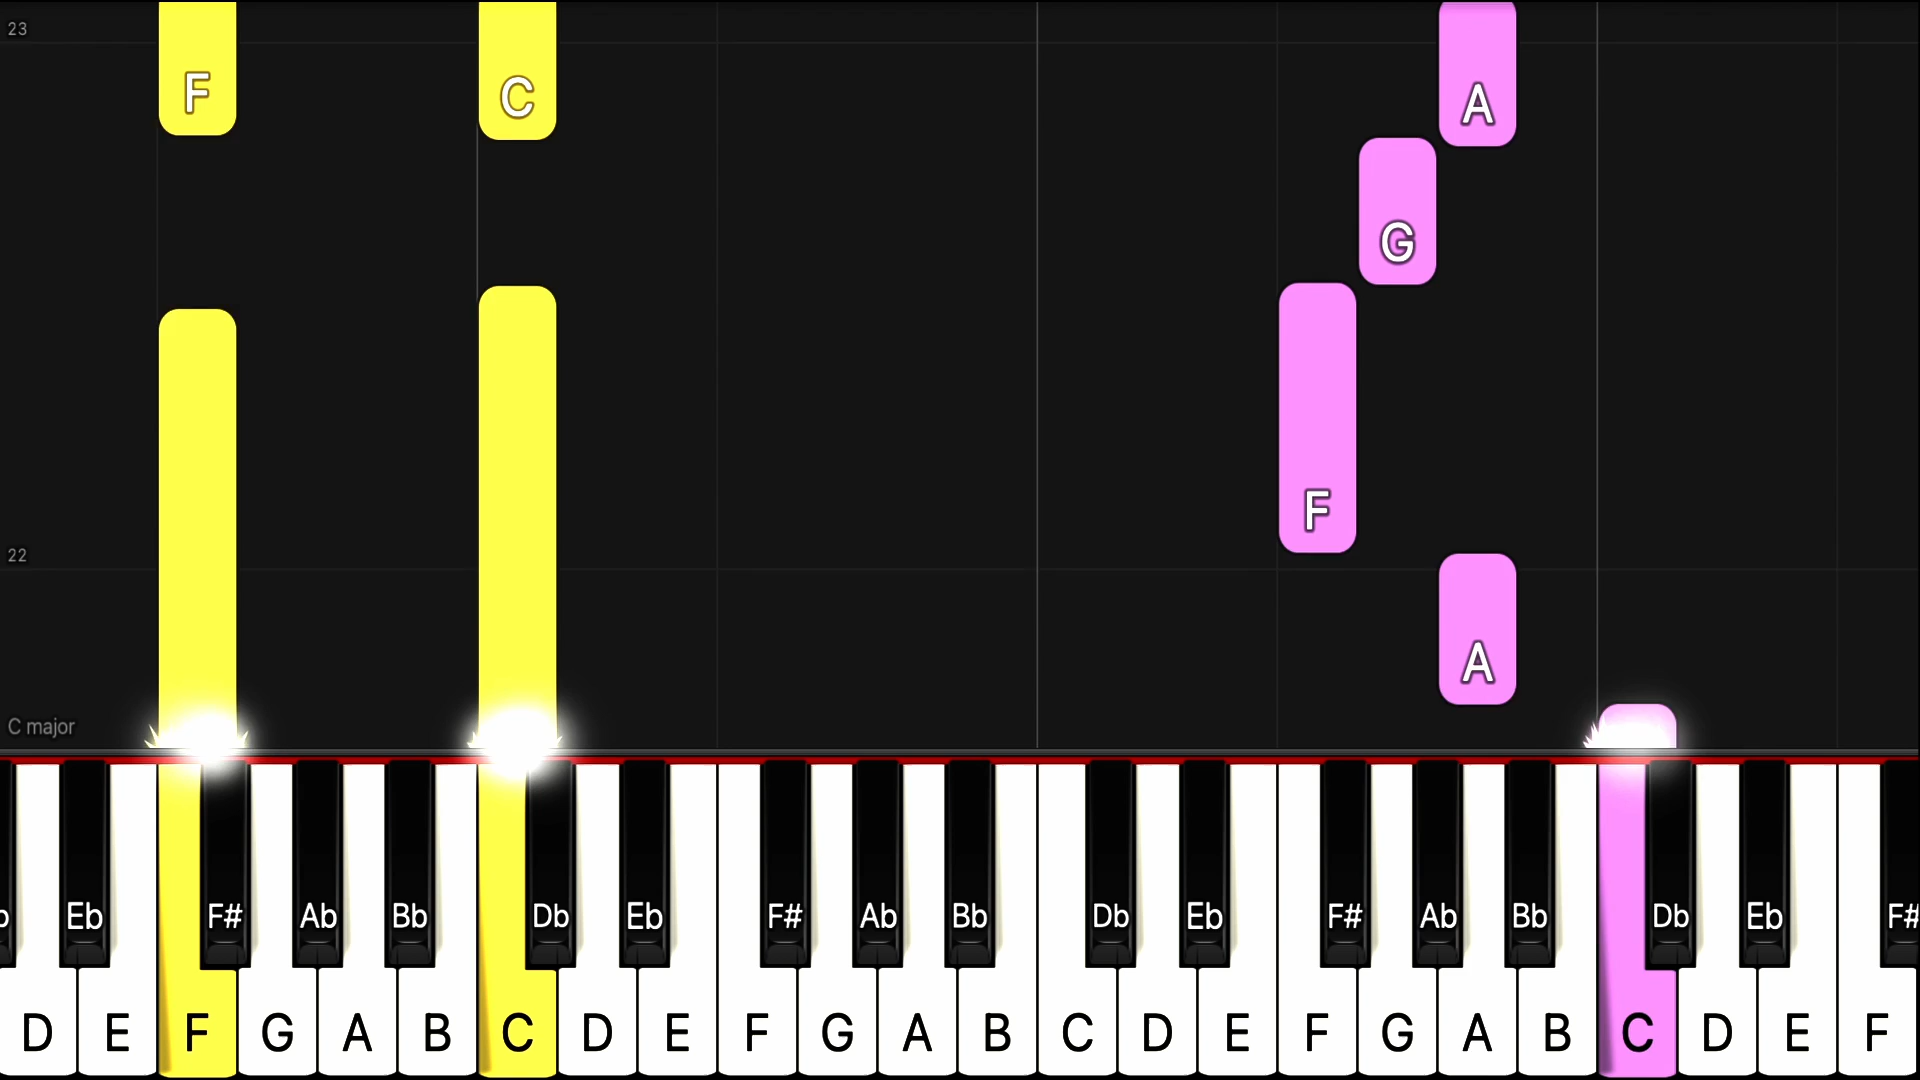 23
F C A
G
F
22
A
C major
Eb F# Ab Bb Db Eb F# Ab Bb Db Eb F# Ab Bb Db Eb F#
D E F G A B C D E F G A B C D E F G A B C D E F